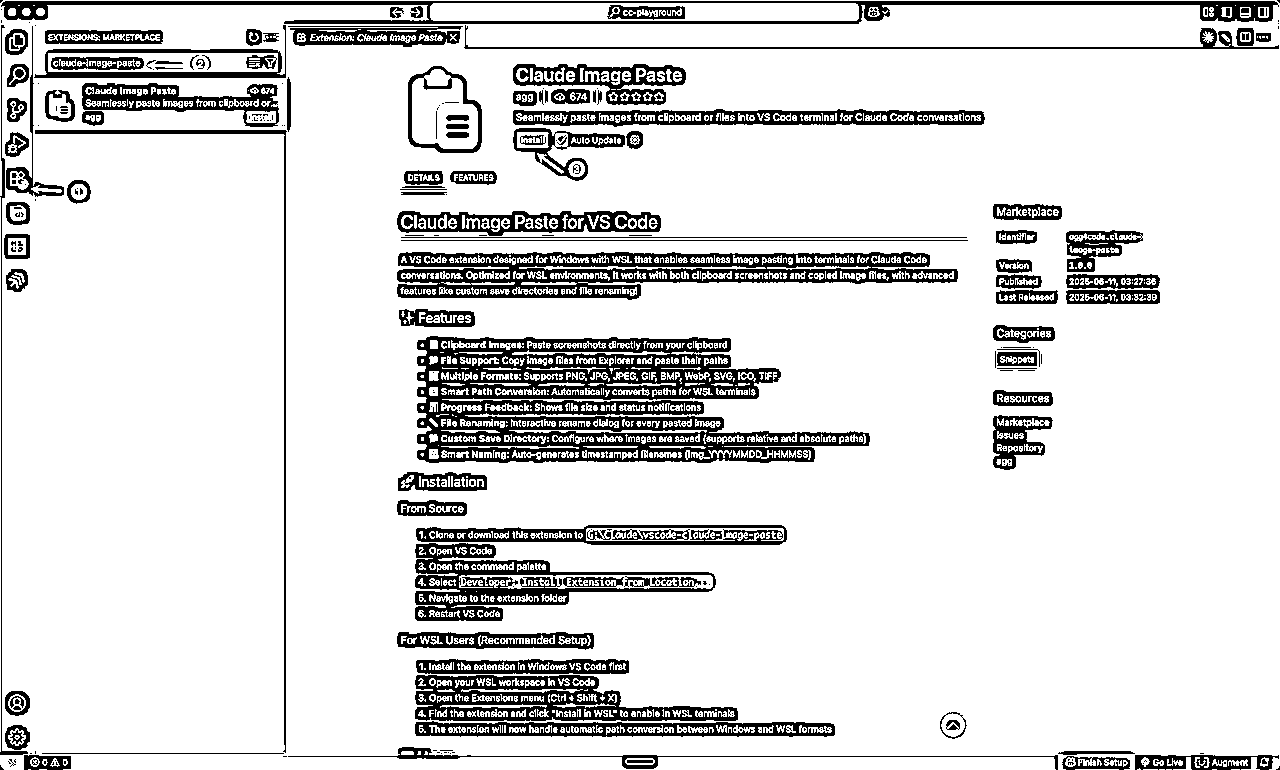 cc-playground
EXTENSIONS: MARKETPLACE
claude-image-paste
Claude Image Paste 674
Seamlessly paste images from clipboard or...
agg Install
Extension: Claude Image Paste
Claude Image Paste
agg 674
Seamlessly paste images from clipboard or files into VS Code terminal for Claude Code conversations
Install Auto Update
DETAILS FEATURES
Claude Image Paste for VS Code
A VS Code extension designed for Windows with WSL that enables seamless image pasting into terminals for Claude Code
conversations. Optimized for WSL environments, it works with both clipboard screenshots and copied image files, with advanced
features like custom save directories and file renaming!
Features
Clipboard Images: Paste screenshots directly from your clipboard
File Support: Copy image files from Explorer and paste their paths
Multiple Formats: Supports PNG, JPG, JPEG, GIF, BMP, WebP, SVG, ICO, TIFF
Smart Path Conversion: Automatically converts paths for WSL terminals
Progress Feedback: Shows file size and status notifications
File Renaming: Interactive rename dialog for every pasted image
Custom Save Directory: Configure where images are saved (supports relative and absolute paths)
Smart Naming: Auto-generates timestamped filenames (img_YYYYMMDD_HHMMSS)
Installation
From Source
1. Clone or download this extension to G:\Claude\vscode-claude-image-paste
2. Open VS Code
3. Open the command palette
4. Select Developer: Install Extension from Location...
5. Navigate to the extension folder
6. Restart VS Code
For WSL Users (Recommended Setup)
1. Install the extension in Windows VS Code first
2. Open your WSL workspace in VS Code
3. Open the Extensions menu (Ctrl + Shift + X)
4. Find the extension and click "Install in WSL" to enable in WSL terminals
5. The extension will now handle automatic path conversion between Windows and WSL formats
Marketplace
Identifier agg4code.claude-
image-paste
Version 1.0.0
Published 2025-06-11, 03:27:36
Last Released 2025-06-11, 03:32:39
Categories
Snippets
Resources
Marketplace
Issues
Repository
agg
0 0
Finish Setup Go Live Augment